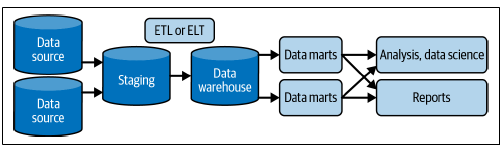 Data
source
Data
source
ETL or ELT
Staging
Data
warehouse
Data marts
Data marts
Analysis, data science
Reports